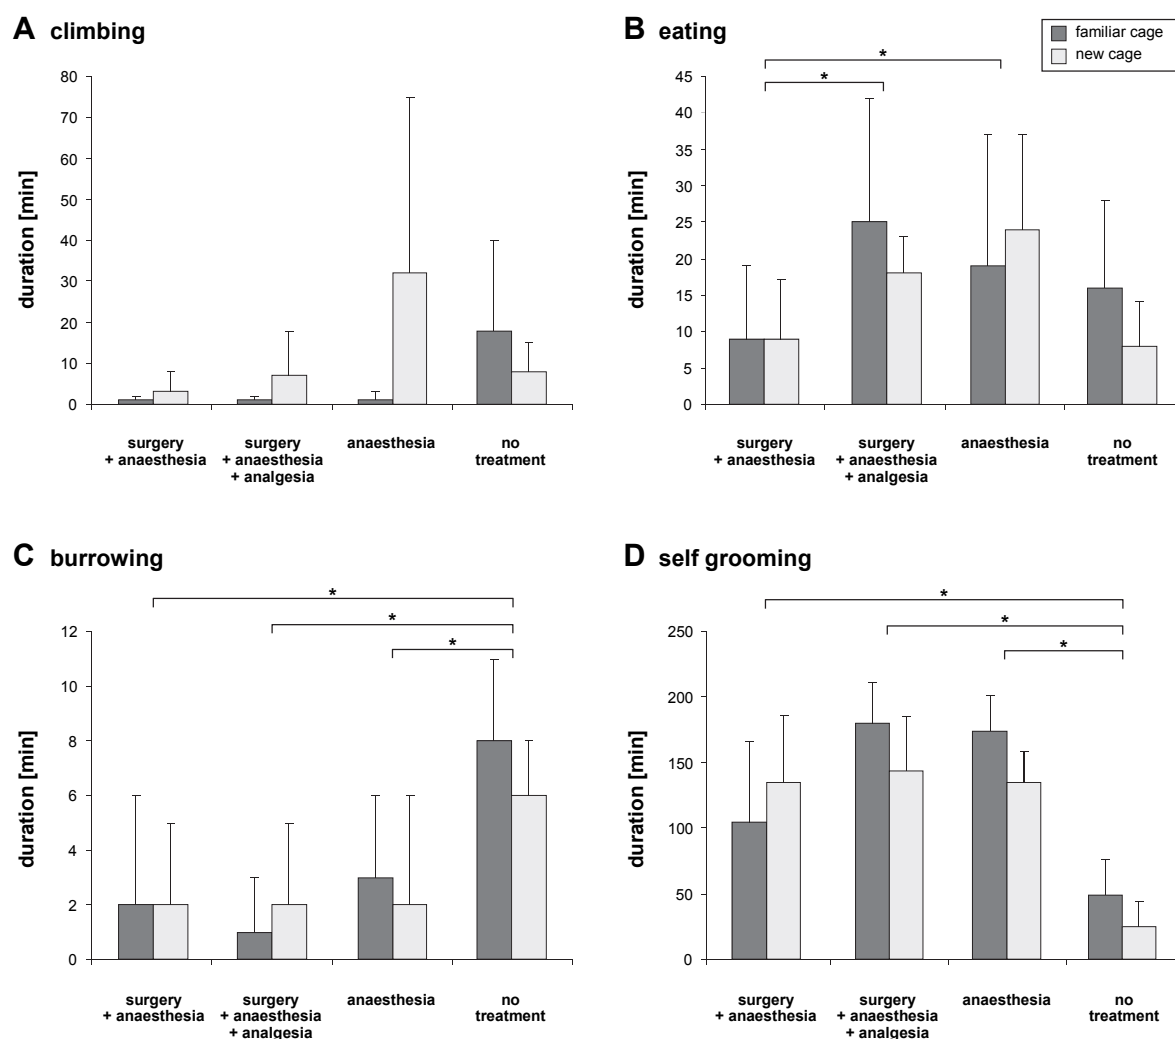 A climbing
duration [min]
80
70
60
50
40
30
20
10
0
surgery
+ anaesthesia
surgery
+ anaesthesia
+ analgesia
anaesthesia
no
treatment
B eating
familiar cage
new cage
*
*
duration [min]
45
40
35
30
25
20
15
10
5
0
surgery
+ anaesthesia
surgery
+ anaesthesia
+ analgesia
anaesthesia
no
treatment
C burrowing
*
*
*
duration [min]
12
10
8
6
4
2
0
surgery
+ anaesthesia
surgery
+ anaesthesia
+ analgesia
anaesthesia
no
treatment
D self grooming
*
*
*
duration [min]
250
200
150
100
50
0
surgery
+ anaesthesia
surgery
+ anaesthesia
+ analgesia
anaesthesia
no
treatment